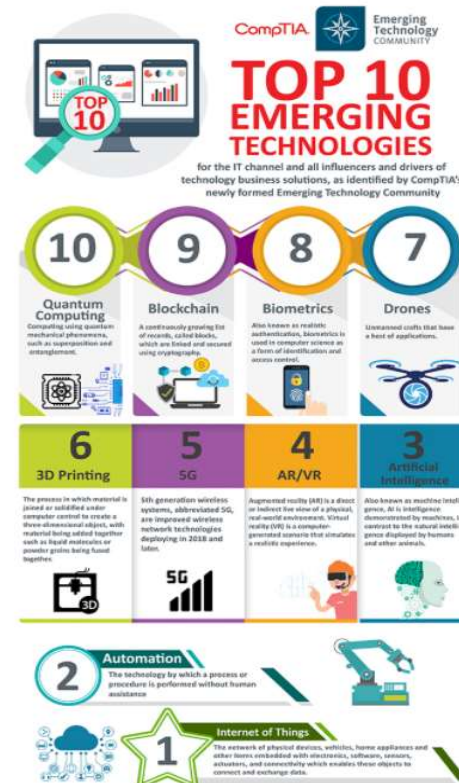 CompTIA.
Emerging
Technology
COMMUNITY
TOP
10
TOP 10
EMERGING
TECHNOLOGIES
for the IT channel and all influencers and drivers of
technology business solutions, as identified by CompTIA's
newly formed Emerging Technology Community
10
9
8
7
Quantum
Computing
Computing using quantum
mechanical phenomena,
such as superposition and
entanglement.
Blockchain
A continuously growing list
of records, called blocks,
which are linked and secured
using cryptography.
Biometrics
Also known as realistic
authentication, biometrics is
used in computer science as
a form of identification and
access control.
Drones
Unmanned crafts that have
a host of applications.
6
3D Printing
The process in which material is
joined or solidified under
computer control to create a
three-dimensional object, with
material being added together
such as liquid molecules or
powder grains being fused
together.
3D
5
5G
5th generation wireless
systems, abbreviated 5G,
are improved wireless
network technologies
deploying in 2018 and
later.
5G
4
AR/VR
Augmented reality (AR) is a direct
or indirect live view of a physical,
real-world environment. Virtual
reality (VR) is a computer-
generated scenario that simulates
a realistic experience.
3
Artificial
Intelligence
Also known as machine intelli-
gence, AI is intelligence
demonstrated by machines, i
contrast to the natural intelli-
gence displayed by humans
and other animals.
2
Automation
The technology by which a process or
procedure is performed without human
assistance
1
Internet of Things
The network of physical devices, vehicles, home appliances and
other items embedded with electronics, software, sensors,
actuators, and connectivity which enables these objects to
connect and exchange data.